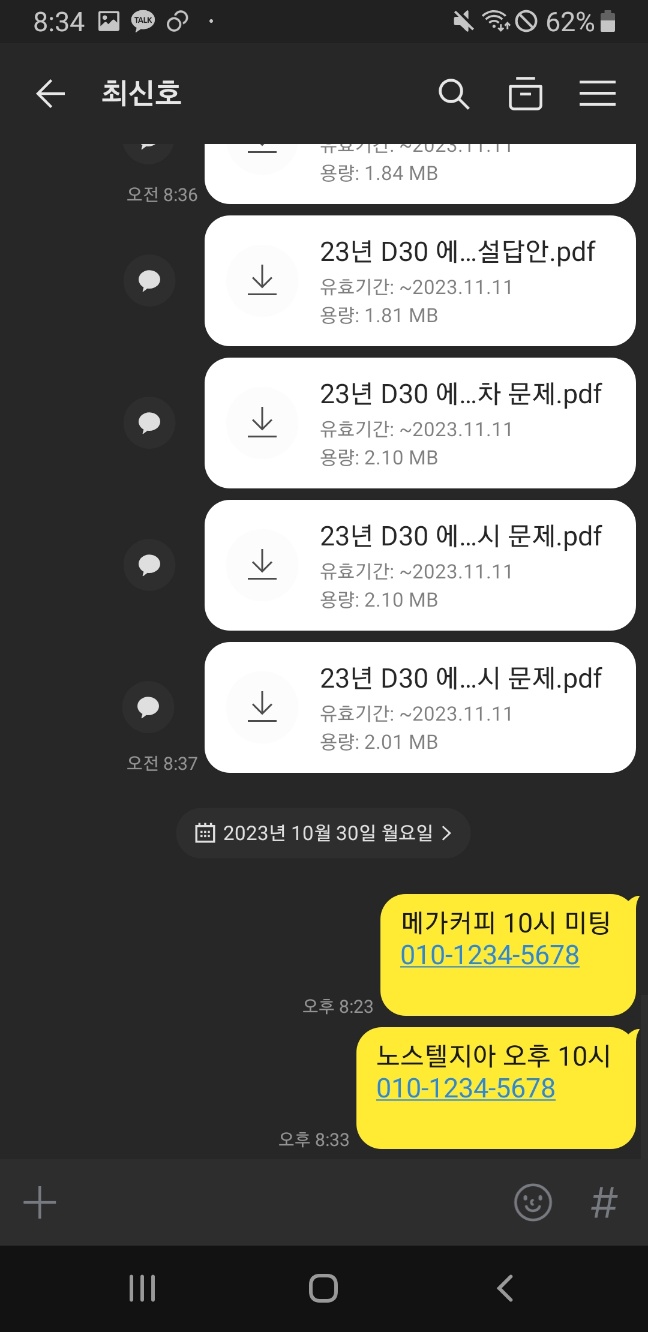 8:34 TALK 62%
최신호
유효기간: ~2023.11.11
용량: 1.84 MB
오전 8:36
23년 D30 에...설답안.pdf
유효기간: ~2023.11.11
용량: 1.81 MB
23년 D30 에...차 문제.pdf
유효기간: ~2023.11.11
용량: 2.10 MB
23년 D30 에...시 문제.pdf
유효기간: ~2023.11.11
용량: 2.10 MB
23년 D30 에...시 문제.pdf
유효기간: ~2023.11.11
용량: 2.01 MB
오전 8:37
2023년 10월 30일 월요일
메가커피 10시 미팅
010-1234-5678
오후 8:23
노스텔지아 오후 10시
010-1234-5678
오후 8:33
#